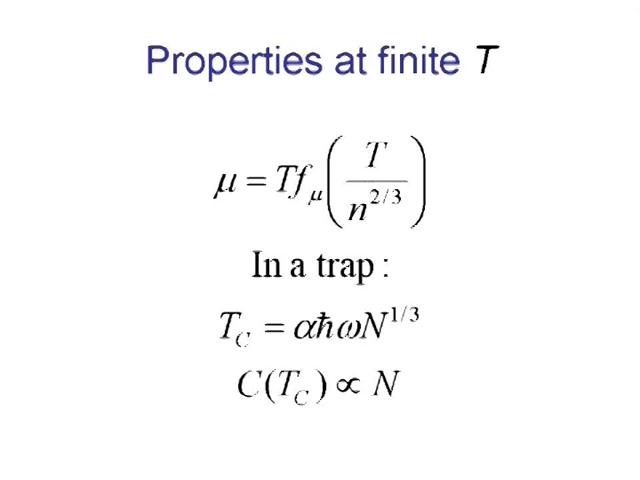 Properties at finite T
μ = Tf_μ(T / n^{2/3})
In a trap :
T_C = αħωN^{1/3}
C(T_C) ∝ N